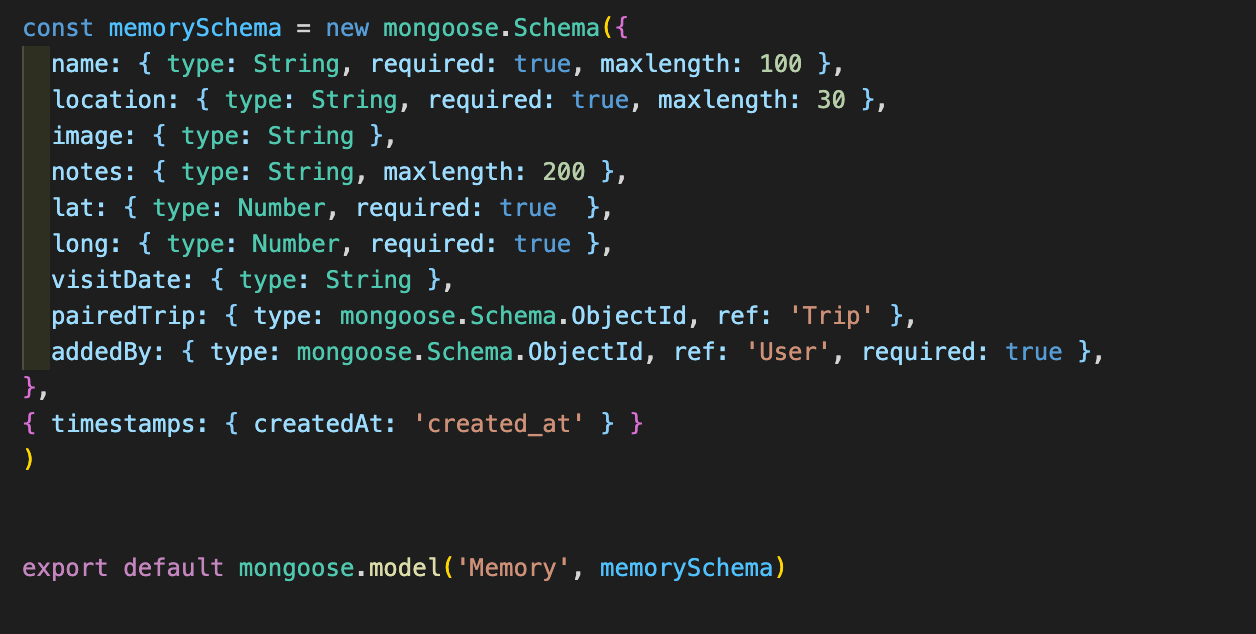 const memorySchema = new mongoose.Schema({
  name: { type: String, required: true, maxlength: 100 },
  location: { type: String, required: true, maxlength: 30 },
  image: { type: String },
  notes: { type: String, maxlength: 200 },
  lat: { type: Number, required: true  },
  long: { type: Number, required: true },
  visitDate: { type: String },
  pairedTrip: { type: mongoose.Schema.ObjectId, ref: 'Trip' },
  addedBy: { type: mongoose.Schema.ObjectId, ref: 'User', required: true },
},
{ timestamps: { createdAt: 'created_at' } }
)
export default mongoose.model('Memory', memorySchema)